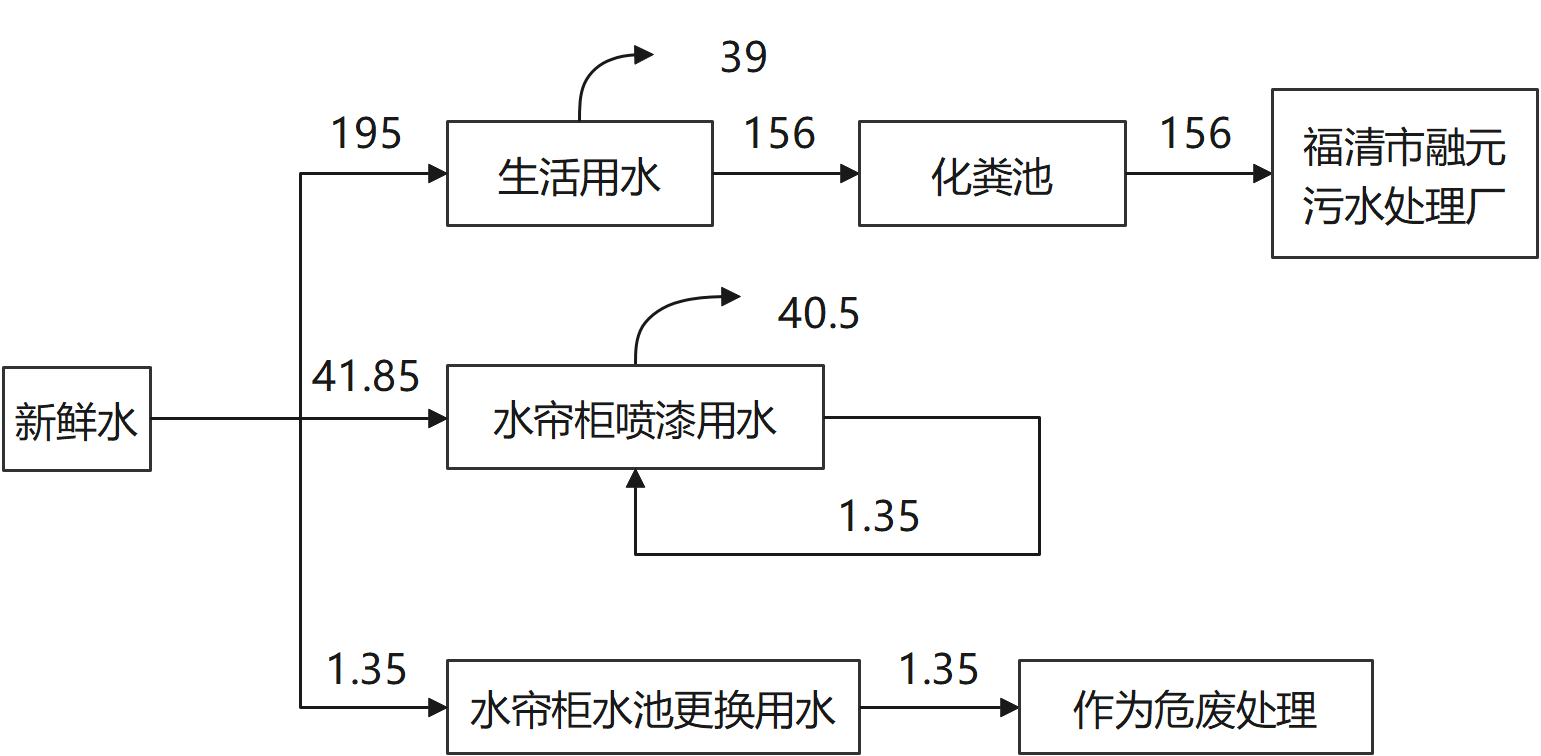 39
195
生活用水
156
化粪池
156
福清市融元
污水处理厂
40.5
新鲜水
41.85
水帘柜喷漆用水
1.35
1.35
水帘柜水池更换用水
1.35
作为危废处理